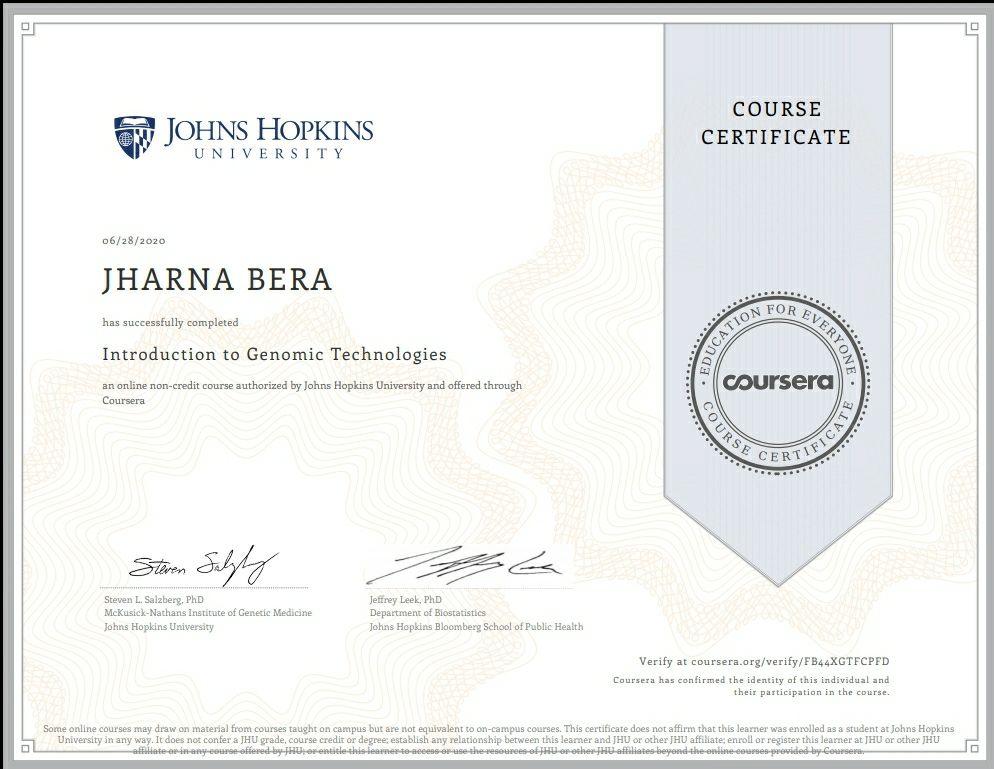 JOHNS HOPKINS
UNIVERSITY
COURSE
CERTIFICATE
06/28/2020
JHARNA BERA
has successfully completed
Introduction to Genomic Technologies
an online non-credit course authorized by Johns Hopkins University and offered through
Coursera
EDUCATION FOR EVERYONE
coursera
COURSE CERTIFICATE
Steven Salzberg
Steven L. Salzberg, PhD
McKusick-Nathans Institute of Genetic Medicine
Johns Hopkins University
Jeffrey Leek, PhD
Department of Biostatistics
Johns Hopkins Bloomberg School of Public Health
Verify at coursera.org/verify/FB44XGTFCPFD
Coursera has confirmed the identity of this individual and
their participation in the course.
Some online courses may draw on material from courses taught on campus but are not equivalent to on-campus courses. This certificate does not affirm that this learner was enrolled as a student at Johns Hopkins
University in any way. It does not confer a JHU grade, course credit or degree; establish any relationship between this learner and JHU or other JHU affiliate; enroll or register this learner at JHU or other JHU
affiliate or in any course offered by JHU; or entitle this learner to access or use the resources of JHU or other JHU affiliates beyond the online courses provided by Coursera.